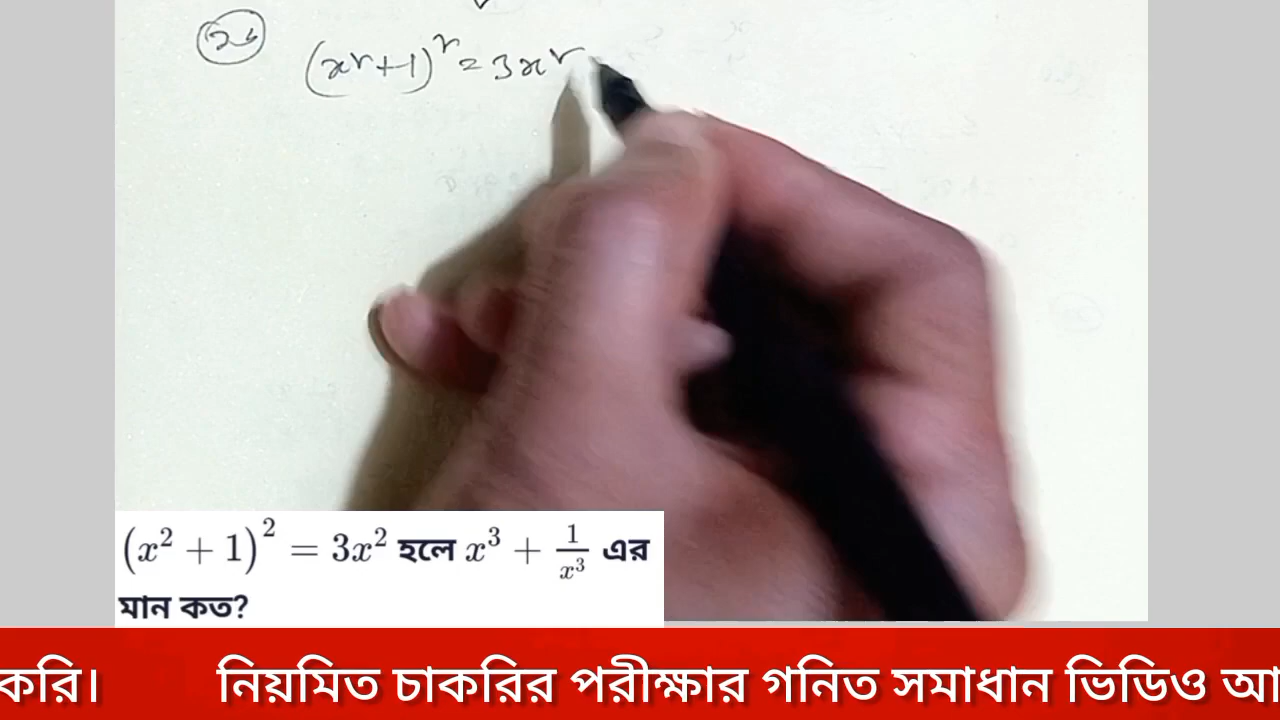 (x²+1)² = 3x²
(x² + 1)² = 3x² হলে x³ + 1/x³ এর
মান কত?
করি। নিয়মিত চাকরির পরীক্ষার গনিত সমাধান ভিডিও আ